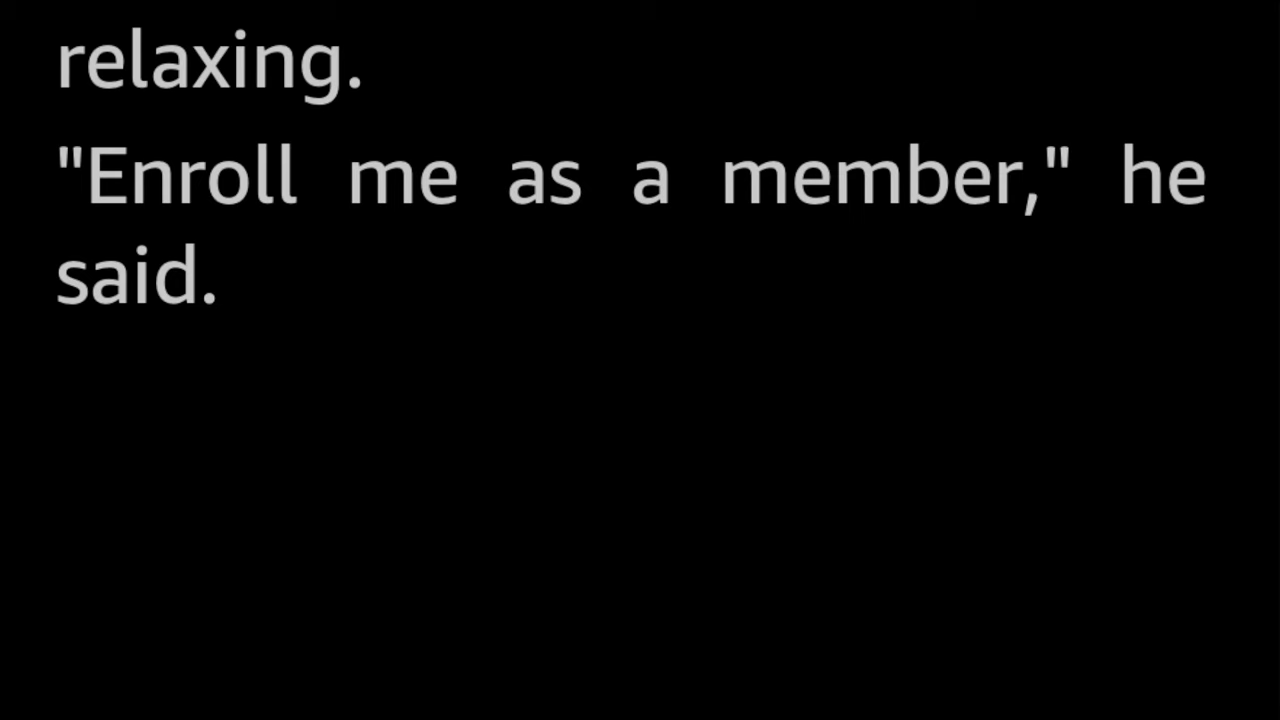 relaxing.
"Enroll me as a member," he
said.